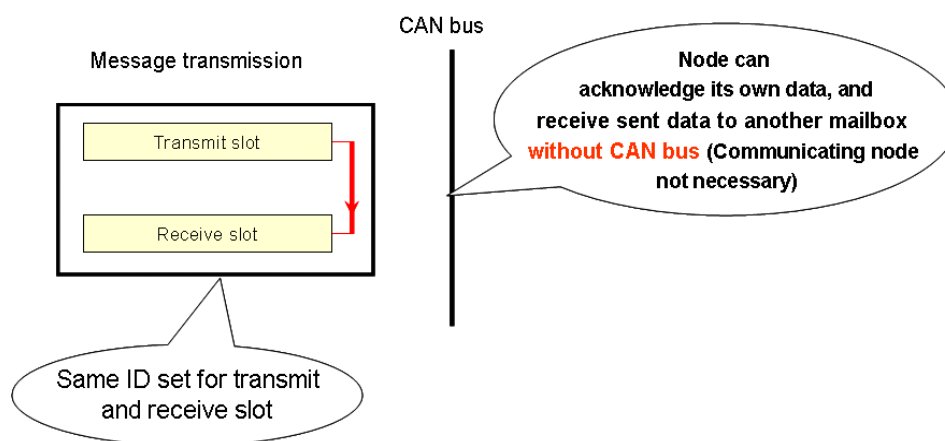 CAN bus
Message transmission
Node can
acknowledge its own data, and
receive sent data to another mailbox
without CAN bus (Communicating node
not necessary)
Transmit slot
Receive slot
Same ID set for transmit
and receive slot